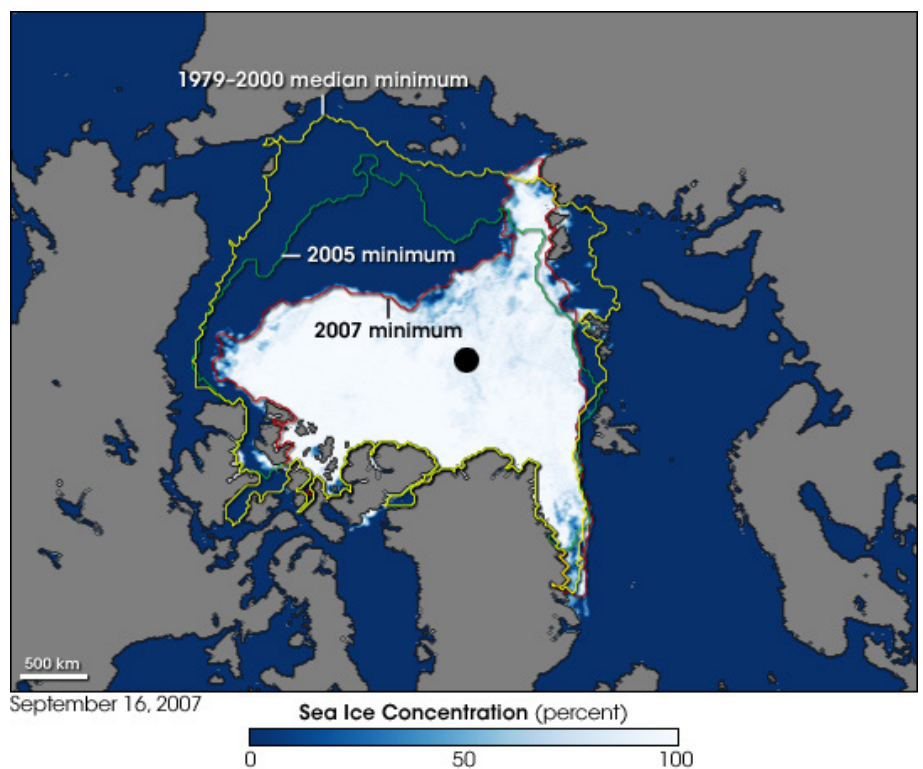 1979-2000 median minimum
2005 minimum
2007 minimum
500 km
September 16, 2007
Sea Ice Concentration (percent)
0 50 100